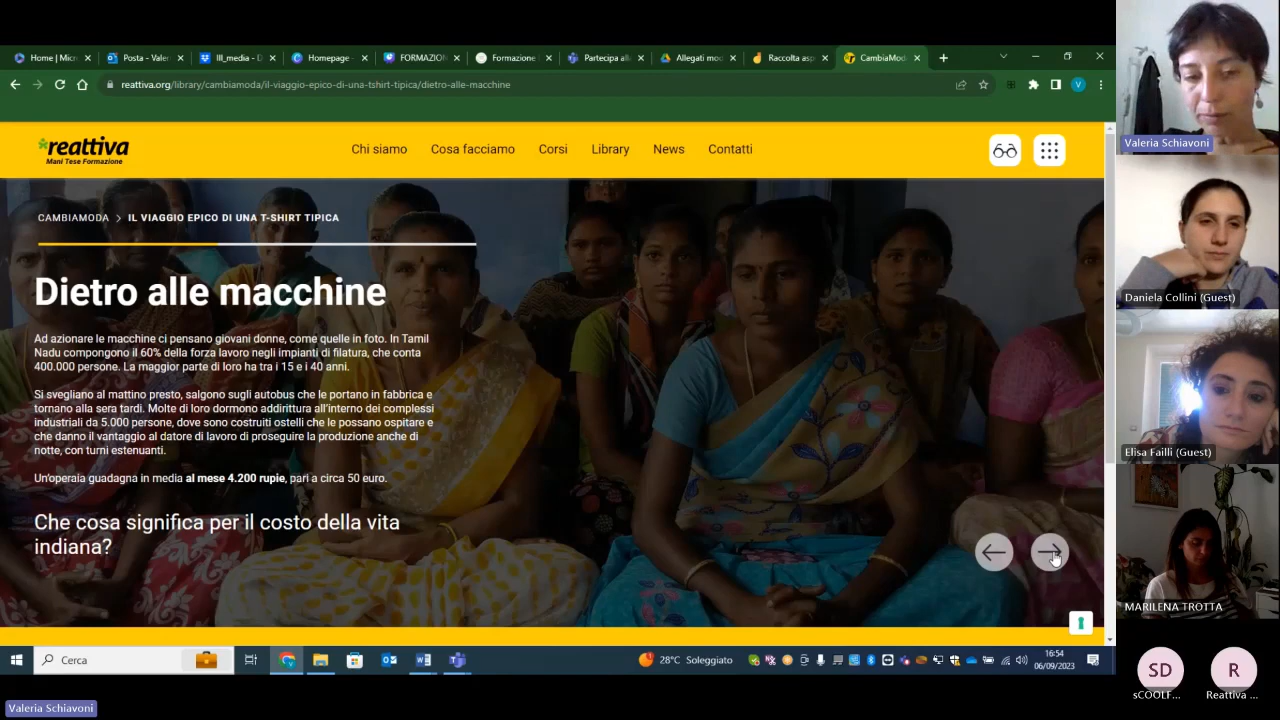 Home | Micr
Posta - Valer
III_media - D
Homepage -
FORMAZION
Formazione
Partecipa all
Allegati mod
Raccolta asp
CambiaMod
reattiva.org/library/cambiamoda/il-viaggio-epico-di-una-tshirt-tipica/dietro-alle-macchine
V
reattiva
Mani Tese Formazione
Chi siamo
Cosa facciamo
Corsi
Library
News
Contatti
CAMBIAMODA > IL VIAGGIO EPICO DI UNA T-SHIRT TIPICA
Dietro alle macchine
Ad azionare le macchine ci pensano giovani donne, come quelle in foto. In Tamil
Nadu compongono il 60% della forza lavoro negli impianti di filatura, che conta
400.000 persone. La maggior parte di loro ha tra i 15 e i 40 anni.
Si svegliano al mattino presto, salgono sugli autobus che le portano in fabbrica e
tornano alla sera tardi. Molte di loro dormono addirittura all'interno dei complessi
industriali da 5.000 persone, dove sono costruiti ostelli che le possano ospitare e
che danno il vantaggio al datore di lavoro di proseguire la produzione anche di
notte, con turni estenuanti.
Un'operaia guadagna in media al mese 4.200 rupie, pari a circa 50 euro.
Che cosa significa per il costo della vita
indiana?
Cerca
28°C Soleggiato
16:54
06/09/2023
Valeria Schiavoni
Valeria Schiavoni
Daniela Collini (Guest)
Elisa Failli (Guest)
MARILENA TROTTA
SD
sCOOLF...
R
Reattiva ...